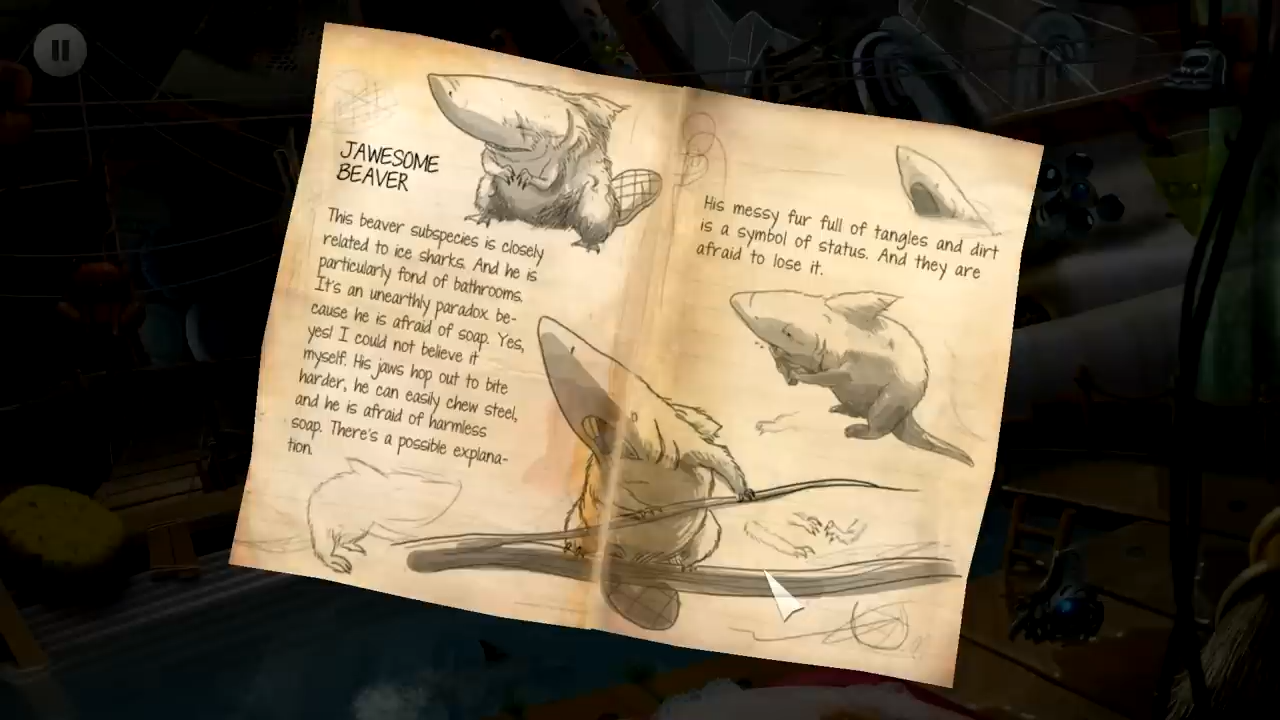 JAWESOME
BEAVER
This beaver subspecies is closely
related to ice sharks. And he is
particularly fond of bathrooms.
It's an unearthly paradox be-
cause he is afraid of soap. Yes,
yes! I could not believe it
myself. His jaws hop out to bite
harder, he can easily chew steel,
and he is afraid of harmless
soap. There's a possible explana-
tion.
His messy fur full of tangles and dirt
is a symbol of status. And they are
afraid to lose it.